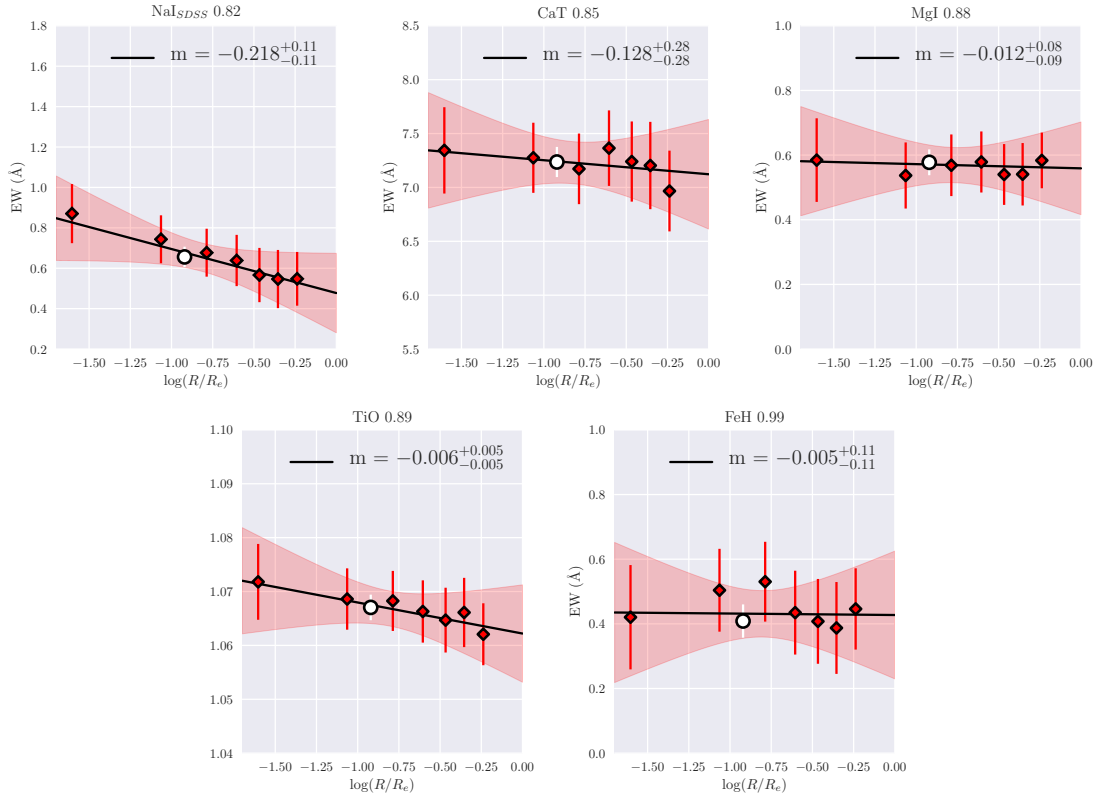 NaI_{SDSS} 0.82
m = −0.218^{+0.11}_{−0.11}
EW (Å)
1.8
1.6
1.4
1.2
1.0
0.8
0.6
0.4
0.2
−1.50 −1.25 −1.00 −0.75 −0.50 −0.25 0.00
log(R/R_e)
CaT 0.85
m = −0.128^{+0.28}_{−0.28}
EW (Å)
8.5
8.0
7.5
7.0
6.5
6.0
5.5
−1.50 −1.25 −1.00 −0.75 −0.50 −0.25 0.00
log(R/R_e)
MgI 0.88
m = −0.012^{+0.08}_{−0.09}
EW (Å)
1.0
0.8
0.6
0.4
0.2
0.0
−1.50 −1.25 −1.00 −0.75 −0.50 −0.25 0.00
log(R/R_e)
TiO 0.89
m = −0.006^{+0.005}_{−0.005}
1.10
1.09
1.08
1.07
1.06
1.05
1.04
−1.50 −1.25 −1.00 −0.75 −0.50 −0.25 0.00
log(R/R_e)
FeH 0.99
m = −0.005^{+0.11}_{−0.11}
EW (Å)
1.0
0.8
0.6
0.4
0.2
0.0
−1.50 −1.25 −1.00 −0.75 −0.50 −0.25 0.00
log(R/R_e)